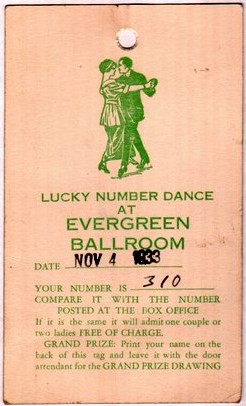 LUCKY NUMBER DANCE
AT
EVERGREEN
BALLROOM
DATE NOV 4 1933
YOUR NUMBER IS 310
COMPARE IT WITH THE NUMBER
POSTED AT THE BOX OFFICE
If it is the same it will admit one couple or
two ladies FREE OF CHARGE.
GRAND PRIZE: Print your name on the
back of this tag and leave it with the door
attendant for the GRAND PRIZE DRAWING